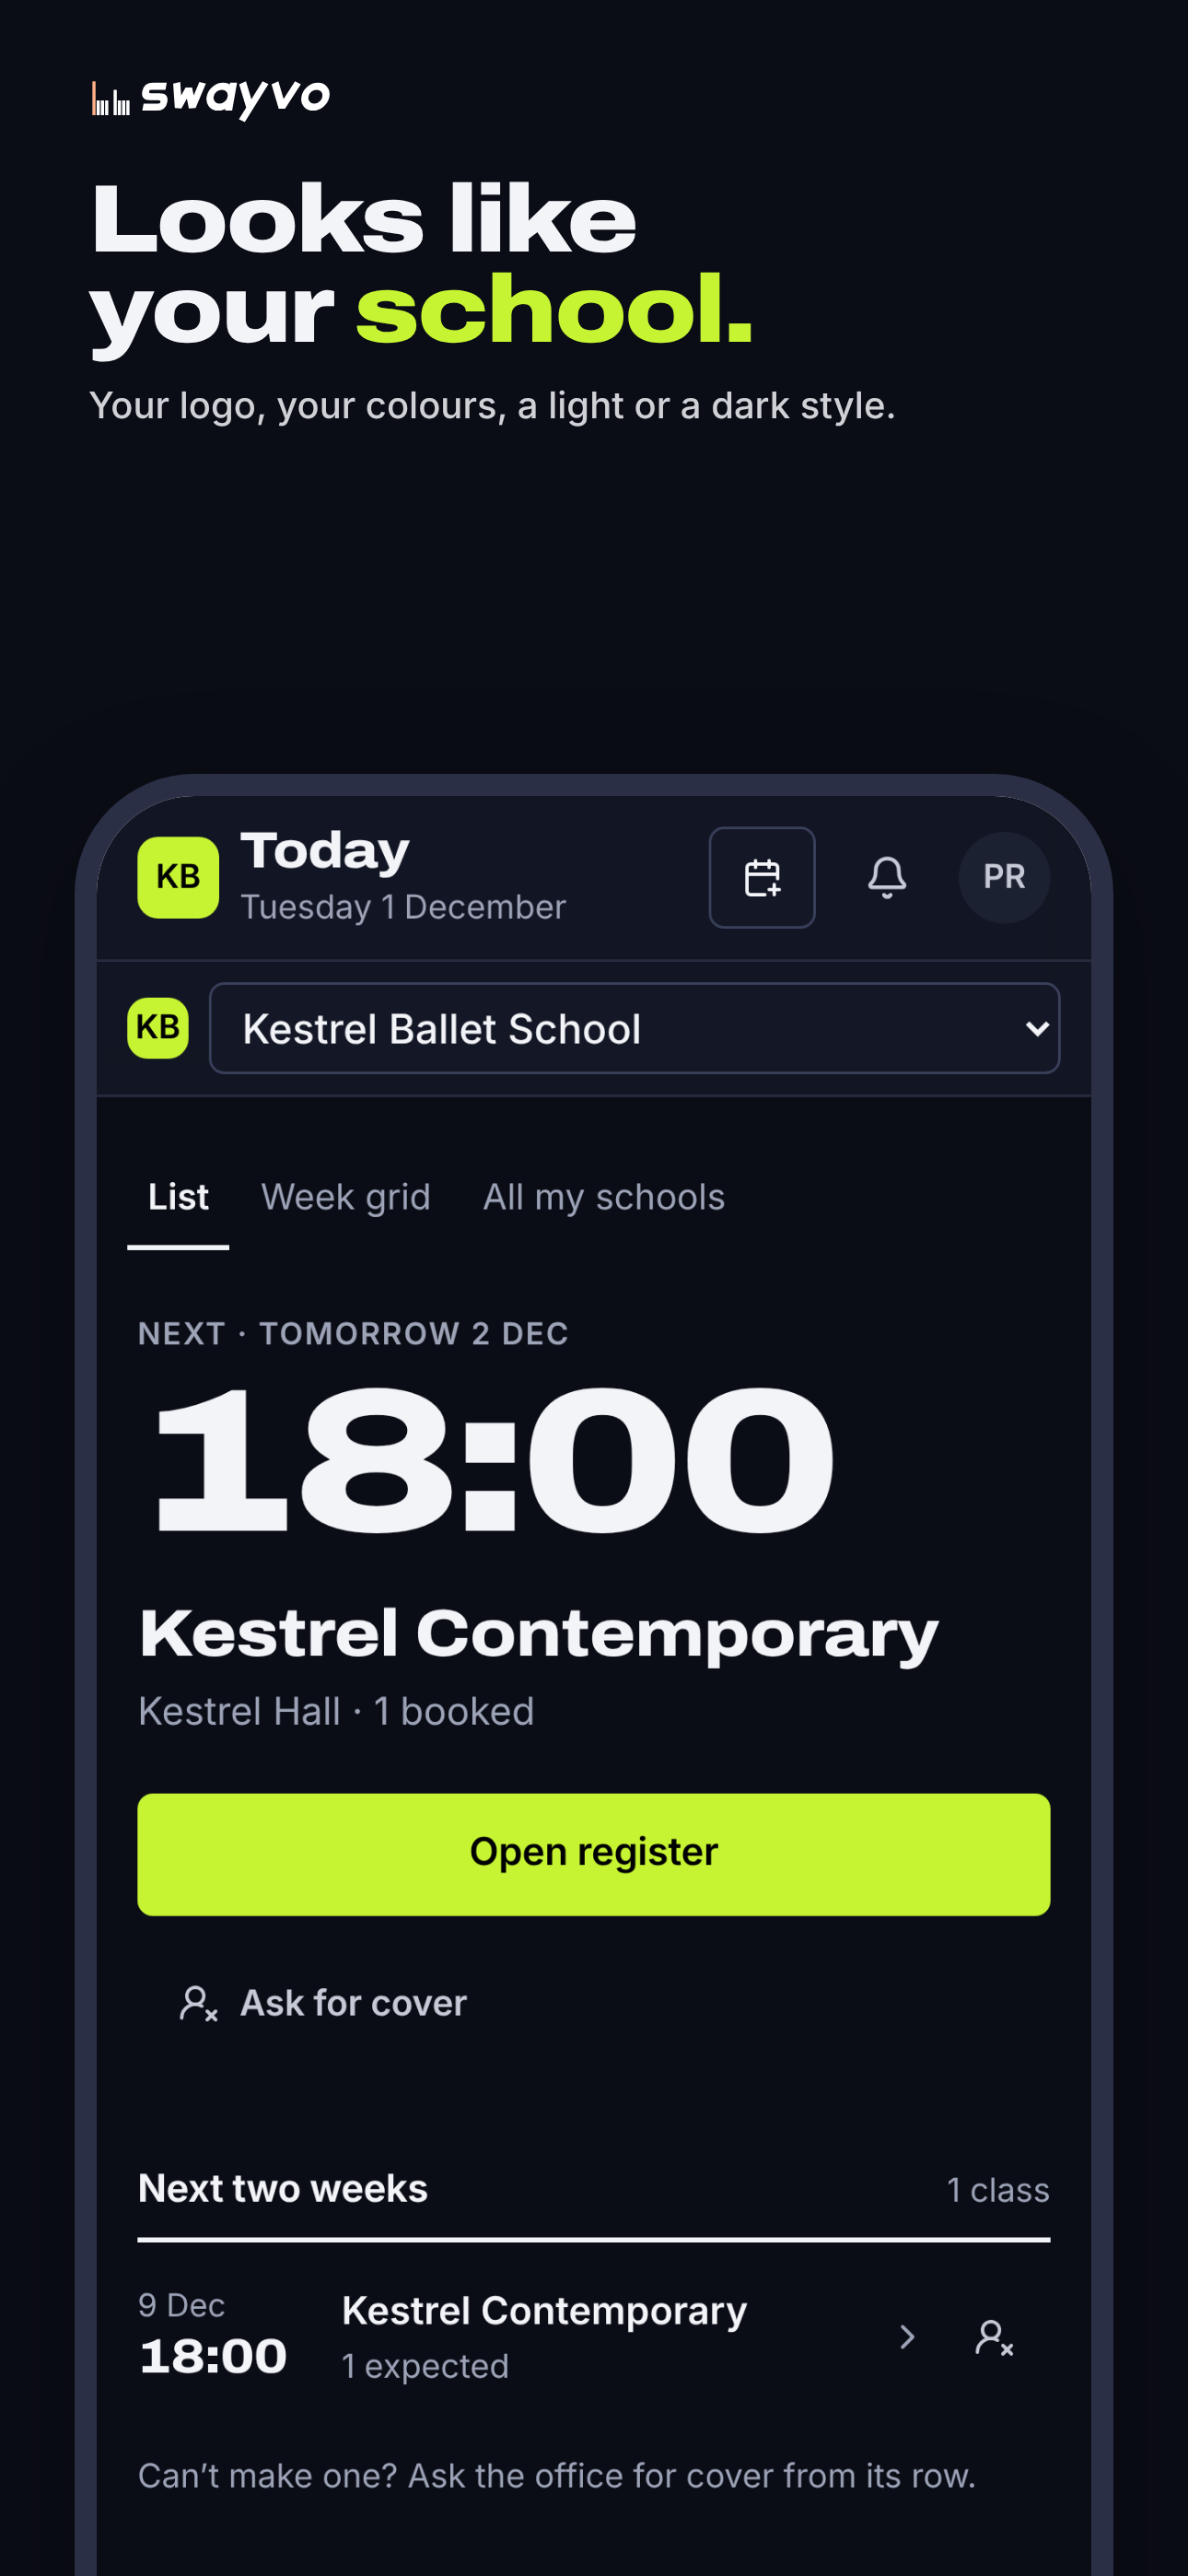 swayvo
Looks like
your school.
Your logo, your colours, a light or a dark style.
KB
Today
Tuesday 1 December
PR
KB
Kestrel Ballet School
List
Week grid
All my schools
NEXT · TOMORROW 2 DEC
18:00
Kestrel Contemporary
Kestrel Hall · 1 booked
Open register
Ask for cover
Next two weeks
1 class
9 Dec
18:00
Kestrel Contemporary
1 expected
Can’t make one? Ask the office for cover from its row.